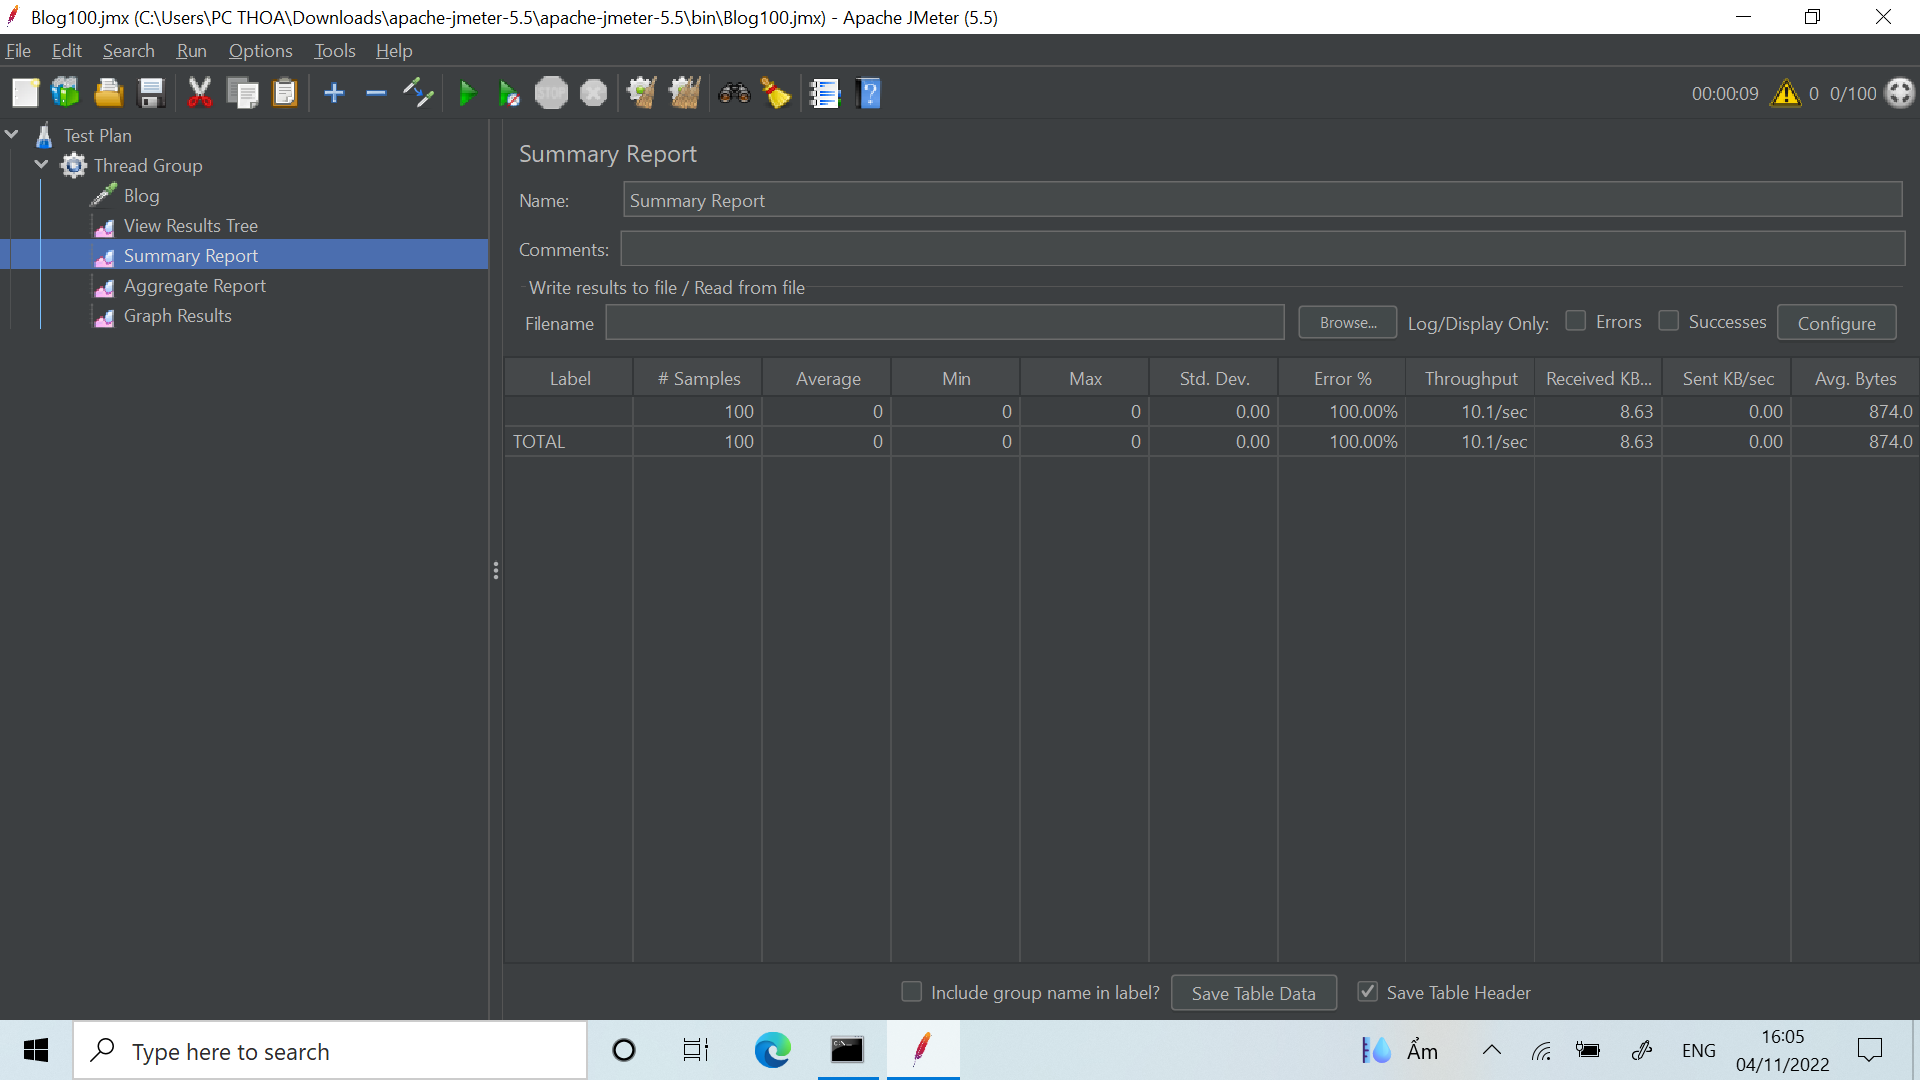 Blog100.jmx (C:\Users\PC THOA\Downloads\apache-jmeter-5.5\apache-jmeter-5.5\bin\Blog100.jmx) - Apache JMeter (5.5)
File Edit Search Run Options Tools Help
STOP 00:00:09 0 0/100
Test Plan
Thread Group
Blog
View Results Tree
Summary Report
Aggregate Report
Graph Results
Summary Report
Name: Summary Report
Comments:
Write results to file / Read from file
Filename Browse... Log/Display Only: Errors Successes Configure
Label # Samples Average Min Max Std. Dev. Error % Throughput Received KB... Sent KB/sec Avg. Bytes
100 0 0 0 0.00 100.00% 10.1/sec 8.63 0.00 874.0
TOTAL 100 0 0 0 0.00 100.00% 10.1/sec 8.63 0.00 874.0
Include group name in label? Save Table Data Save Table Header
Type here to search
Ẩm
ENG
16:05
04/11/2022